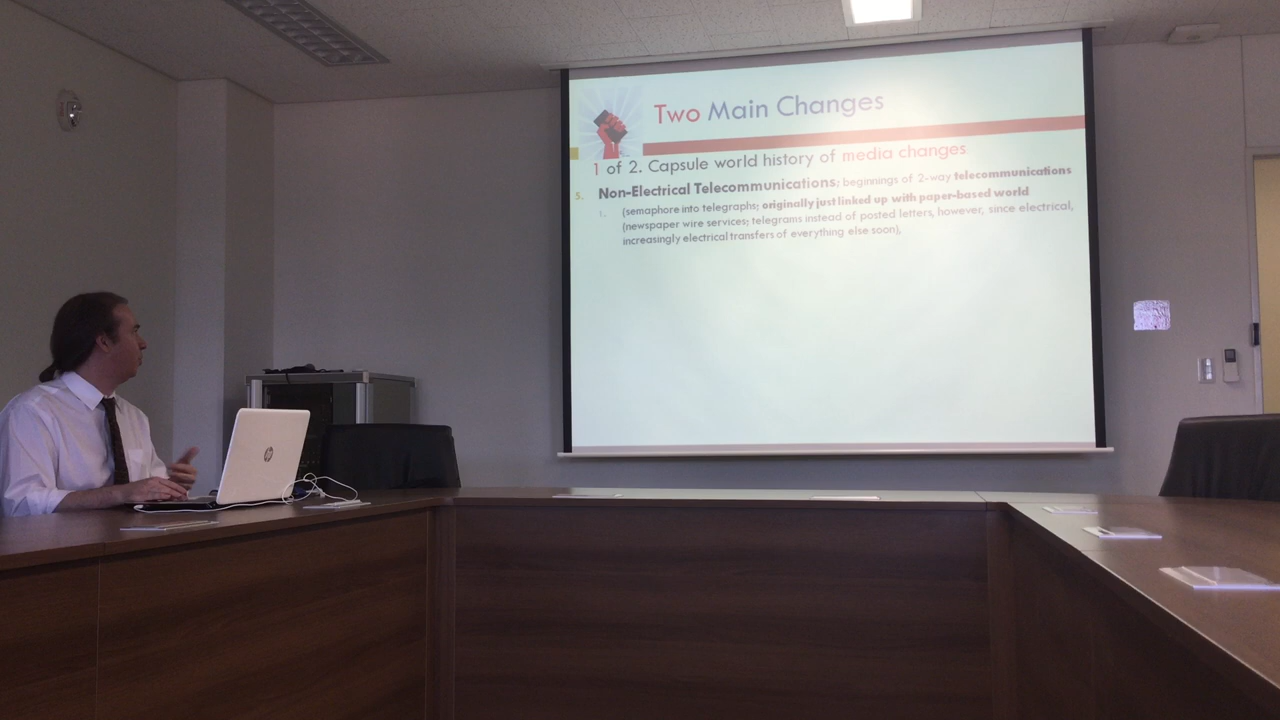 Two Main Changes
1 of 2. Capsule world history of media changes
5. Non-Electrical Telecommunications; beginnings of 2-way telecommunications
1. (semaphore into telegraphs; originally just linked up with paper-based world
(newspaper wire services; telegrams instead of posted letters, however, since electrical,
increasingly electrical transfers of everything else soon),
hp